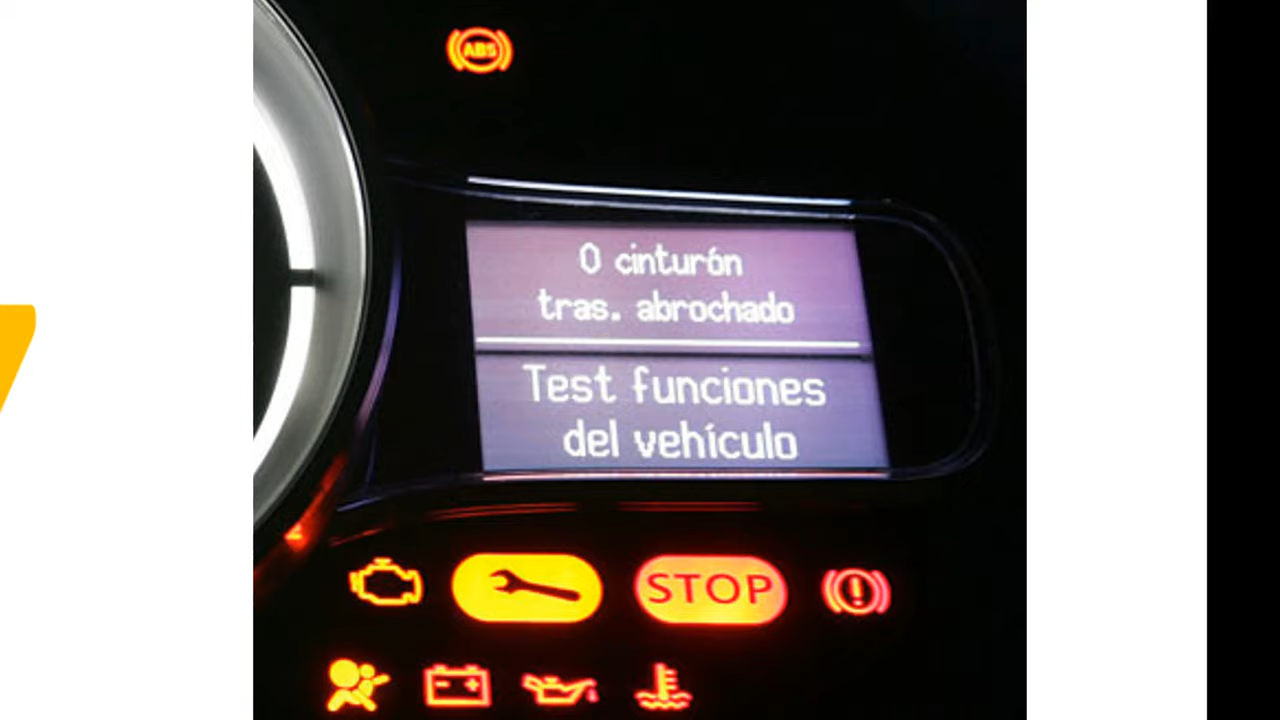 ABS
0 cinturón
tras. abrochado
Test funciones
del vehículo
STOP